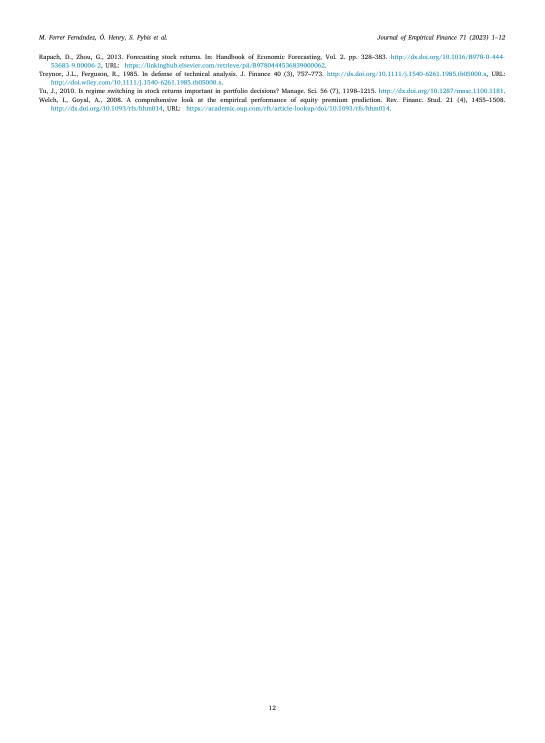 M. Ferrer Fernández, Ó. Henry, S. Pybis et al.
Journal of Empirical Finance 71 (2023) 1–12
Rapach, D., Zhou, G., 2013. Forecasting stock returns. In: Handbook of Economic Forecasting, Vol. 2. pp. 328–383. http://dx.doi.org/10.1016/B978-0-444-
53683-9.00006-2, URL: https://linkinghub.elsevier.com/retrieve/pii/B9780444536839000062.
Treynor, J.L., Ferguson, R., 1985. In defense of technical analysis. J. Finance 40 (3), 757–773. http://dx.doi.org/10.1111/j.1540-6261.1985.tb05000.x, URL:
http://doi.wiley.com/10.1111/j.1540-6261.1985.tb05000.x.
Tu, J., 2010. Is regime switching in stock returns important in portfolio decisions? Manage. Sci. 56 (7), 1198–1215. http://dx.doi.org/10.1287/mnsc.1100.1181.
Welch, I., Goyal, A., 2008. A comprehensive look at the empirical performance of equity premium prediction. Rev. Financ. Stud. 21 (4), 1455–1508.
http://dx.doi.org/10.1093/rfs/hhm014, URL: https://academic.oup.com/rfs/article-lookup/doi/10.1093/rfs/hhm014.
12